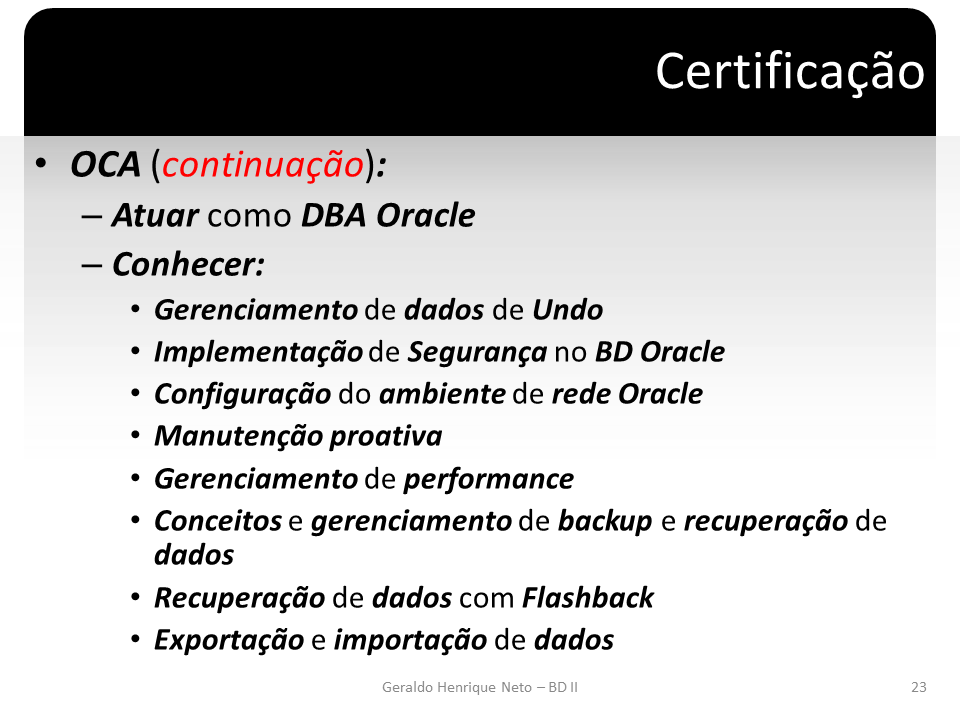 Certificação
• OCA (continuação):
– Atuar como DBA Oracle
– Conhecer:
• Gerenciamento de dados de Undo
• Implementação de Segurança no BD Oracle
• Configuração do ambiente de rede Oracle
• Manutenção proativa
• Gerenciamento de performance
• Conceitos e gerenciamento de backup e recuperação de
dados
• Recuperação de dados com Flashback
• Exportação e importação de dados
Geraldo Henrique Neto – BD II
23